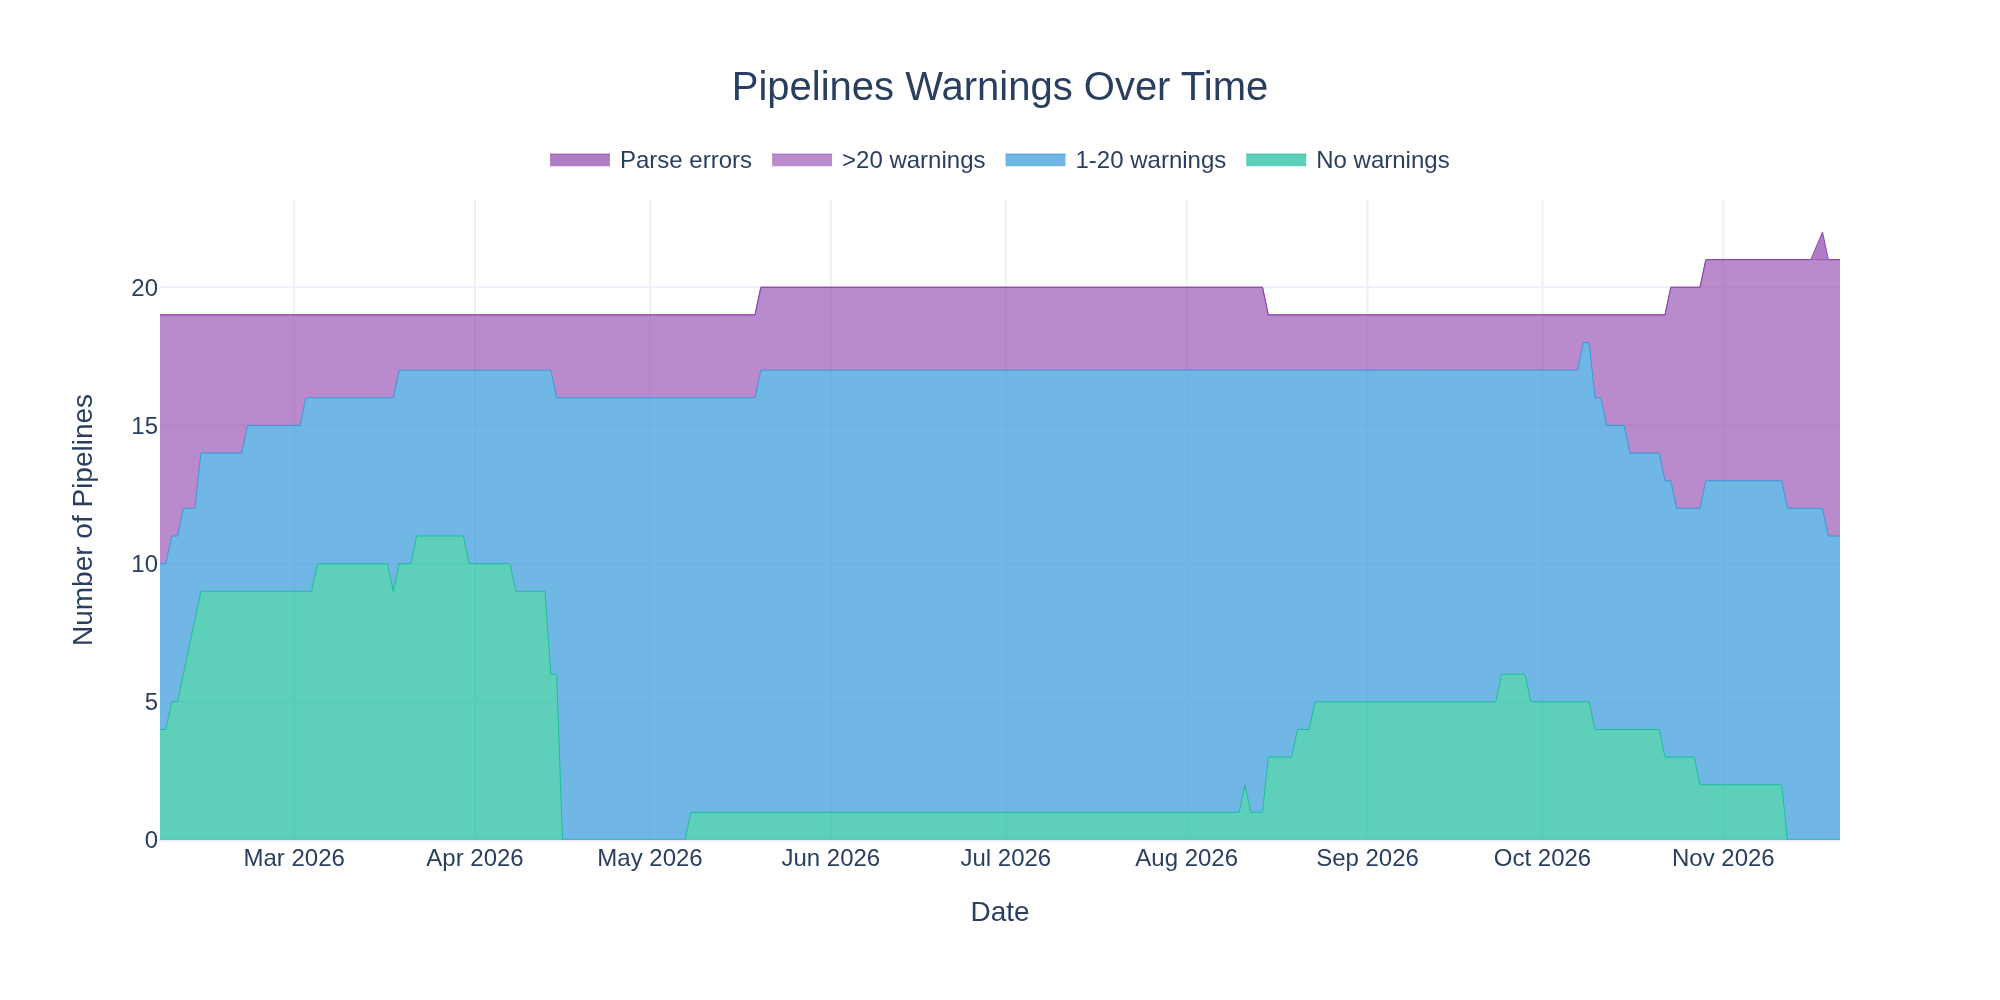 Pipelines Warnings Over Time
Parse errors >20 warnings 1-20 warnings No warnings
Number of Pipelines
20
15
10
5
0
Mar 2026 Apr 2026 May 2026 Jun 2026 Jul 2026 Aug 2026 Sep 2026 Oct 2026 Nov 2026
Date